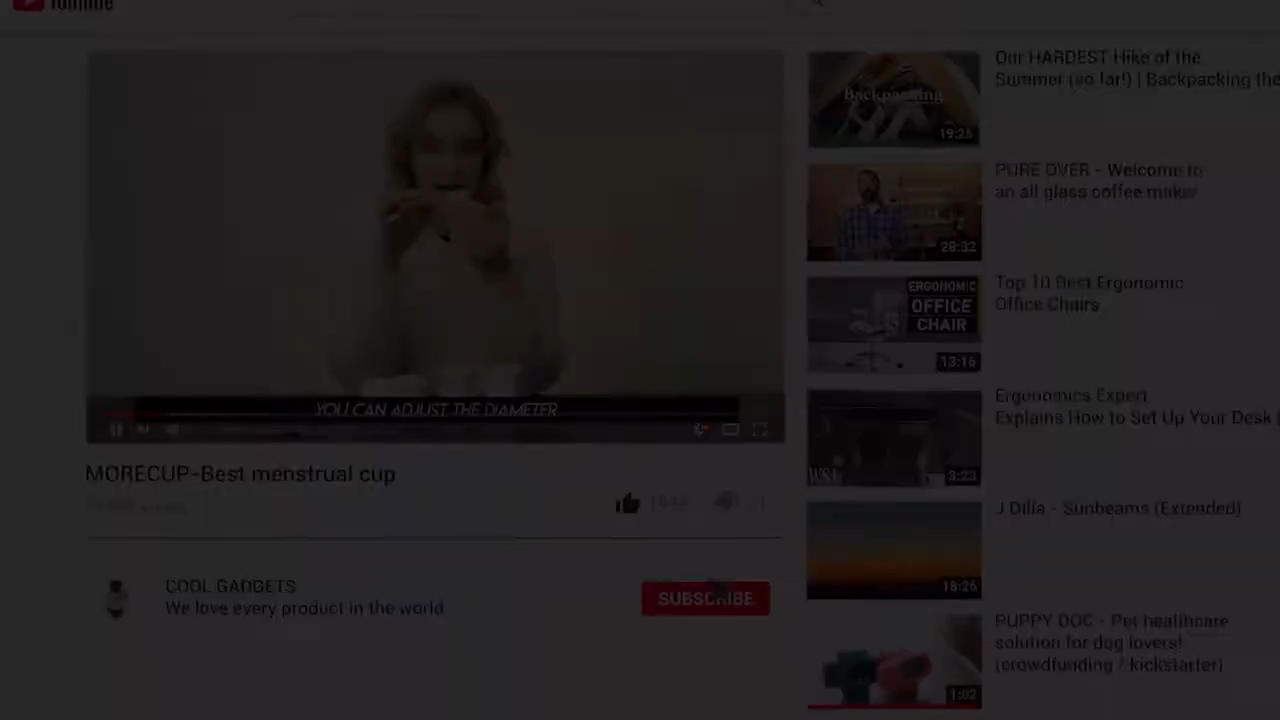 Our HARDEST Hike of the
Summer (so far!) | Backpacking the
Backpacking
19:25
PURE OVER - Welcome to
an all glass coffee maker
28:32
Top 10 Best Ergonomic
Office Chairs
ERGONOMIC
OFFICE
CHAIR
13:16
YOU CAN ADJUST THE DIAMETER
Ergonomics Expert
Explains How to Set Up Your Desk
WSJ
3:23
MORECUP-Best menstrual cup
J Dilla - Sunbeams (Extended)
18:26
COOL GADGETS
We love every product in the world
SUBSCRIBE
PUPPY DOC - Pet healthcare
solution for dog lovers!
(crowdfunding / kickstarter)
1:02